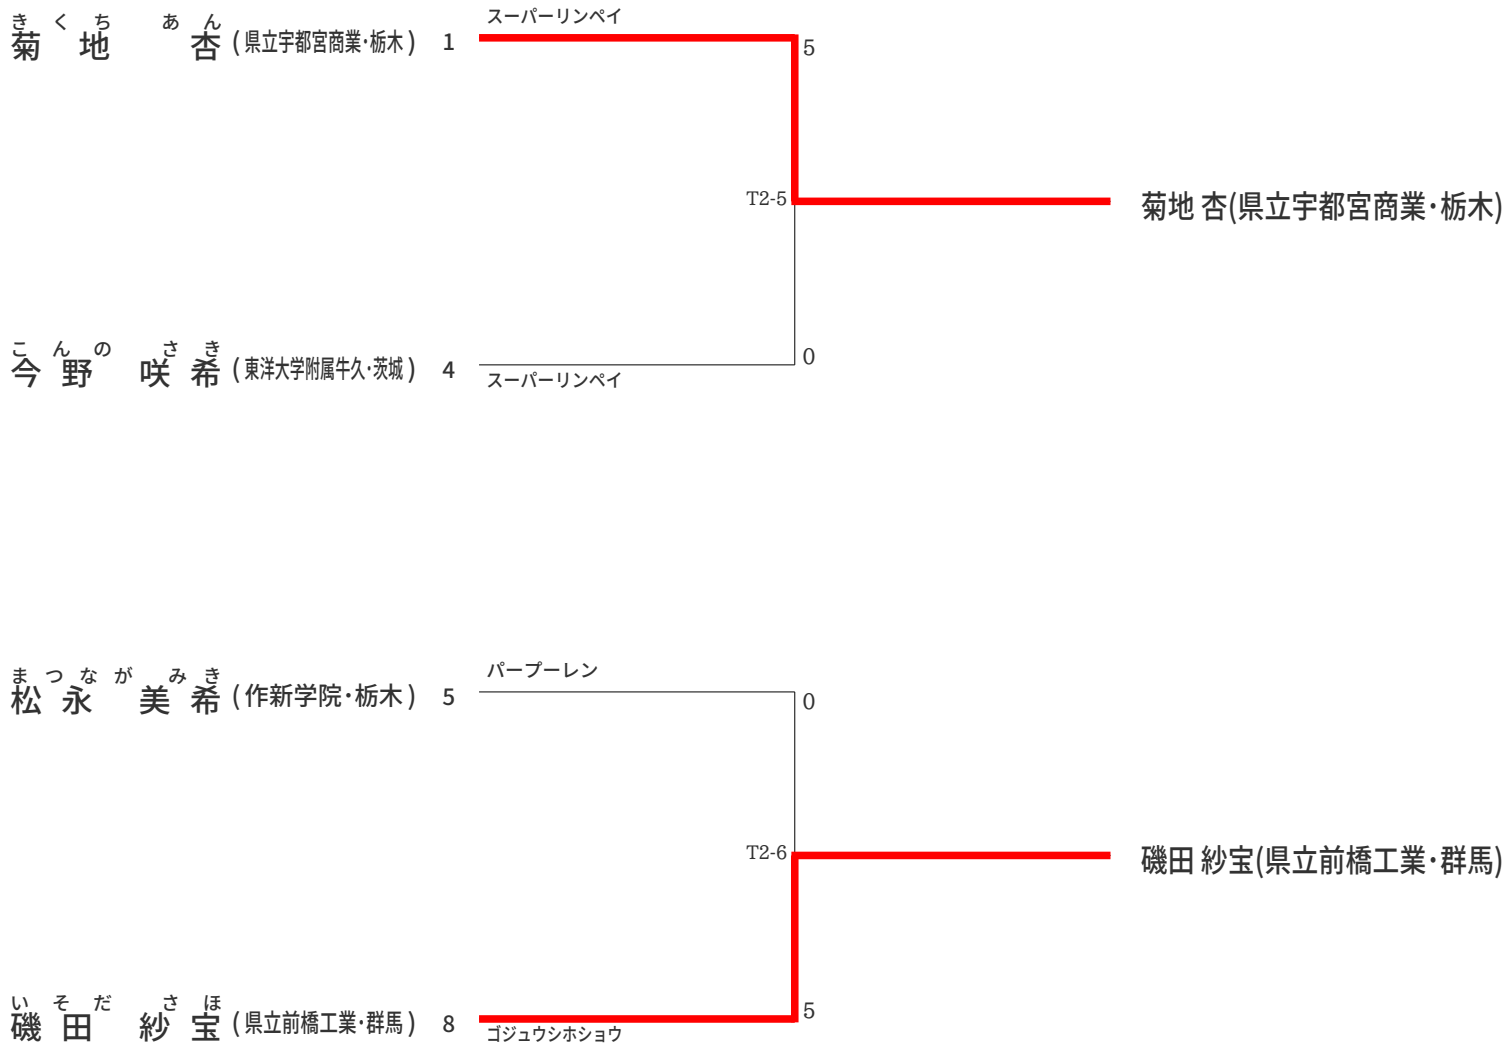 きくち あん
菊地 杏 (県立宇都宮商業･栃木) 1
スーパーリンペイ
5
T2-5
菊地 杏(県立宇都宮商業･栃木)
こんの さき
今野 咲希 (東洋大学附属牛久･茨城) 4
0
スーパーリンペイ
まつなが みき
松永 美希 (作新学院･栃木) 5
パープーレン
0
T2-6
磯田 紗宝(県立前橋工業･群馬)
いそだ さほ
磯田 紗宝 (県立前橋工業･群馬) 8
5
ゴジュウシホショウ